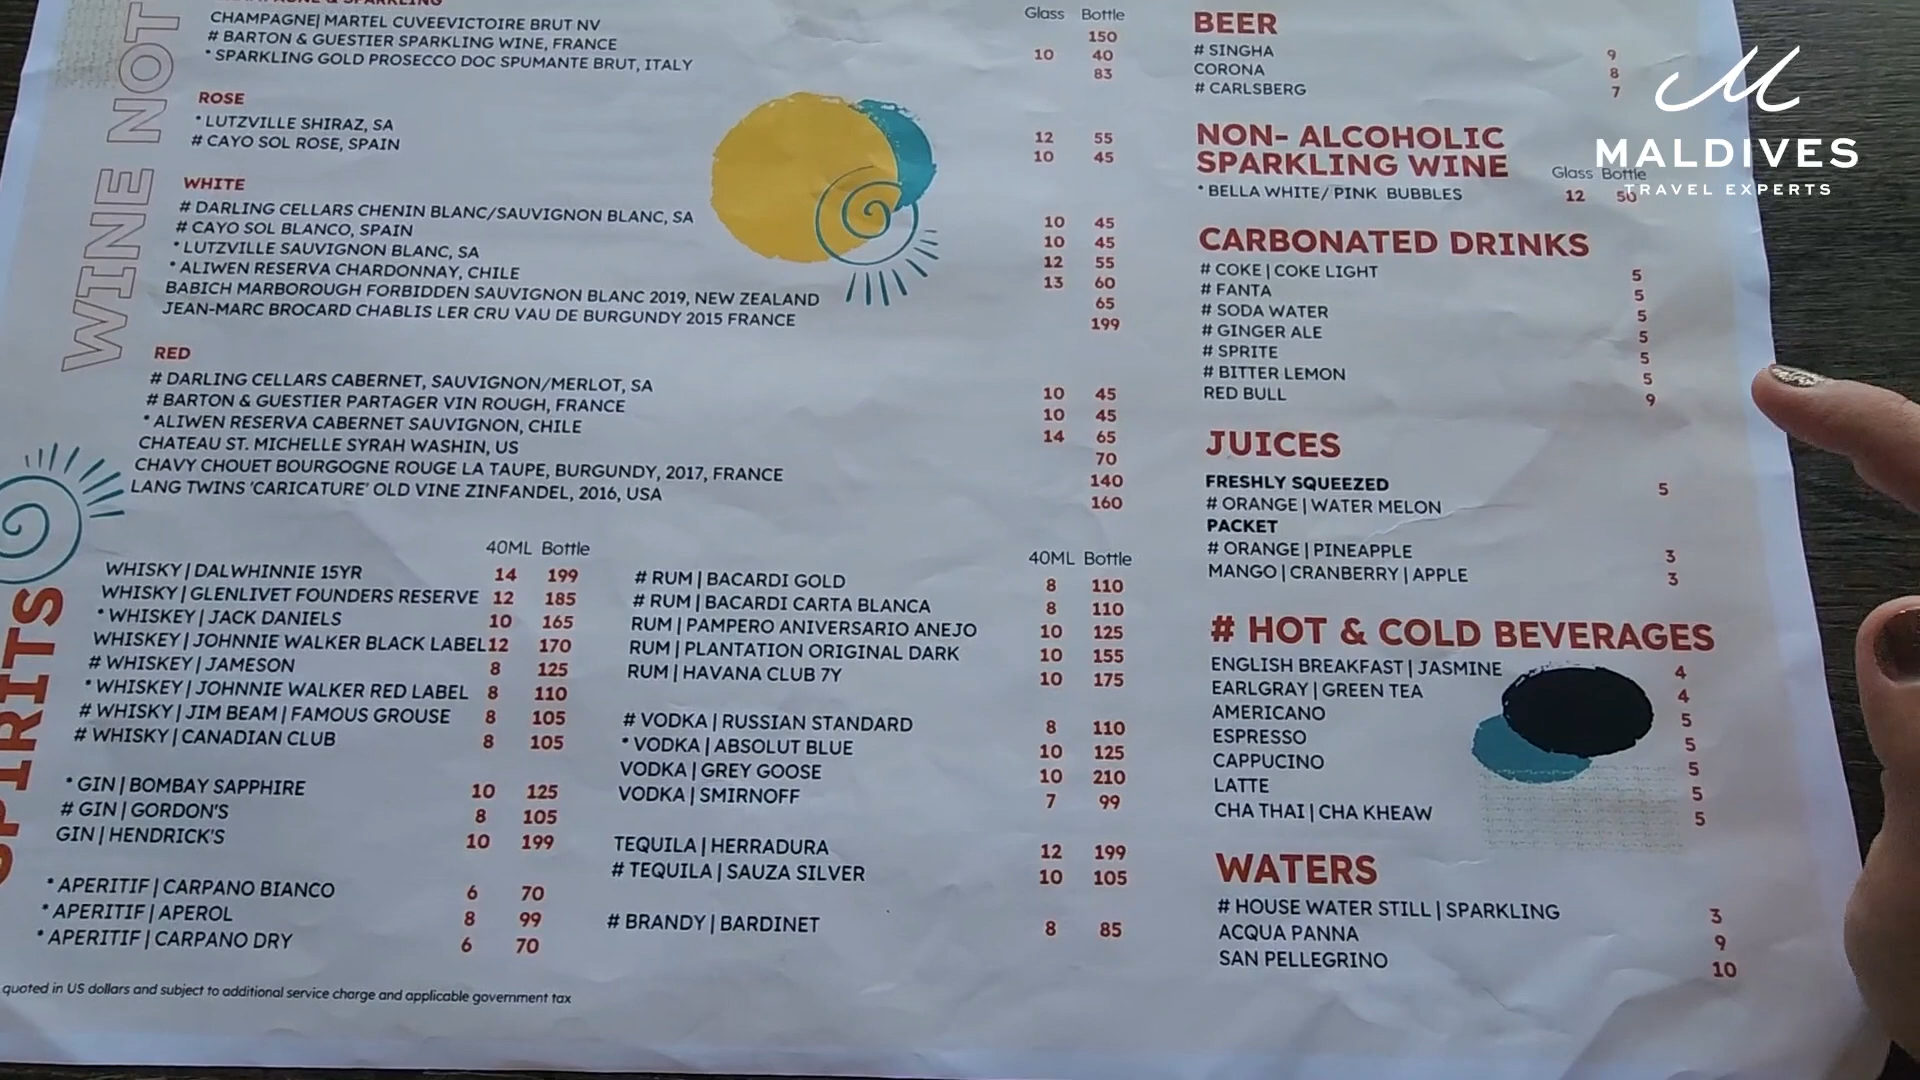 WINE NOT
CHAMPAGNE & SPARKLING
Glass Bottle
CHAMPAGNE| MARTEL CUVEEVICTOIRE BRUT NV 150
# BARTON & GUESTIER SPARKLING WINE, FRANCE 10 40
* SPARKLING GOLD PROSECCO DOC SPUMANTE BRUT, ITALY 83
ROSE
* LUTZVILLE SHIRAZ, SA 12 55
# CAYO SOL ROSE, SPAIN 10 45
WHITE
# DARLING CELLARS CHENIN BLANC/SAUVIGNON BLANC, SA 10 45
# CAYO SOL BLANCO, SPAIN 10 45
* LUTZVILLE SAUVIGNON BLANC, SA 12 55
* ALIWEN RESERVA CHARDONNAY, CHILE 13 60
BABICH MARBOROUGH FORBIDDEN SAUVIGNON BLANC 2019, NEW ZEALAND 65
JEAN-MARC BROCARD CHABLIS LER CRU VAU DE BURGUNDY 2015 FRANCE 199
RED
# DARLING CELLARS CABERNET, SAUVIGNON/MERLOT, SA 10 45
# BARTON & GUESTIER PARTAGER VIN ROUGH, FRANCE 10 45
* ALIWEN RESERVA CABERNET SAUVIGNON, CHILE 14 65
CHATEAU ST. MICHELLE SYRAH WASHIN, US 70
CHAVY CHOUET BOURGOGNE ROUGE LA TAUPE, BURGUNDY, 2017, FRANCE 140
LANG TWINS 'CARICATURE' OLD VINE ZINFANDEL, 2016, USA 160
SPIRITS
40ML Bottle
WHISKY | DALWHINNIE 15YR 14 199
WHISKY | GLENLIVET FOUNDERS RESERVE 12 185
* WHISKEY | JACK DANIELS 10 165
WHISKEY | JOHNNIE WALKER BLACK LABEL 12 170
# WHISKEY | JAMESON 8 125
* WHISKEY | JOHNNIE WALKER RED LABEL 8 110
# WHISKY | JIM BEAM | FAMOUS GROUSE 8 105
# WHISKY | CANADIAN CLUB 8 105
* GIN | BOMBAY SAPPHIRE 10 125
# GIN | GORDON'S 8 105
GIN | HENDRICK'S 10 199
* APERITIF | CARPANO BIANCO 6 70
* APERITIF | APEROL 8 99
* APERITIF | CARPANO DRY 6 70
40ML Bottle
# RUM | BACARDI GOLD 8 110
# RUM | BACARDI CARTA BLANCA 8 110
RUM | PAMPERO ANIVERSARIO ANEJO 10 125
RUM | PLANTATION ORIGINAL DARK 10 155
RUM | HAVANA CLUB 7Y 10 175
# VODKA | RUSSIAN STANDARD 8 110
* VODKA | ABSOLUT BLUE 10 125
VODKA | GREY GOOSE 10 210
VODKA | SMIRNOFF 7 99
TEQUILA | HERRADURA 12 199
# TEQUILA | SAUZA SILVER 10 105
# BRANDY | BARDINET 8 85
quoted in US dollars and subject to additional service charge and applicable government tax
BEER
# SINGHA 9
CORONA 8
# CARLSBERG 7
NON- ALCOHOLIC
SPARKLING WINE
Glass Bottle
* BELLA WHITE/ PINK BUBBLES 12 50
CARBONATED DRINKS
# COKE | COKE LIGHT 5
# FANTA 5
# SODA WATER 5
# GINGER ALE 5
# SPRITE 5
# BITTER LEMON 5
RED BULL 9
JUICES
FRESHLY SQUEEZED
# ORANGE | WATER MELON 5
PACKET
# ORANGE | PINEAPPLE 3
MANGO | CRANBERRY | APPLE 3
# HOT & COLD BEVERAGES
ENGLISH BREAKFAST | JASMINE 4
EARLGRAY | GREEN TEA 4
AMERICANO 5
ESPRESSO 5
CAPPUCINO 5
LATTE 5
CHA THAI | CHA KHEAW 5
WATERS
# HOUSE WATER STILL | SPARKLING 3
ACQUA PANNA 9
SAN PELLEGRINO 10
MALDIVES
TRAVEL EXPERTS